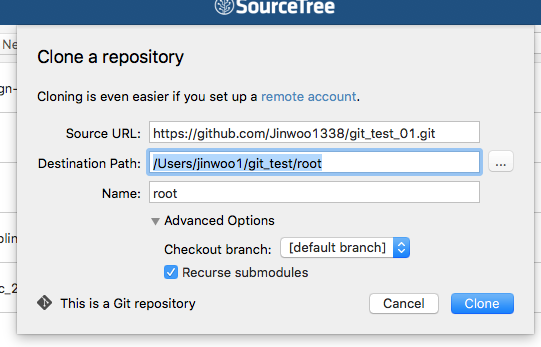 SourceTree
Ne
Clone a repository
gn-
Cloning is even easier if you set up a remote account.
Source URL: https://github.com/Jinwoo1338/git_test_01.git
Destination Path: /Users/jinwoo1/git_test/root ...
Name: root
Advanced Options
plin
Checkout branch: [default branch]
Recurse submodules
c_2
This is a Git repository Cancel Clone